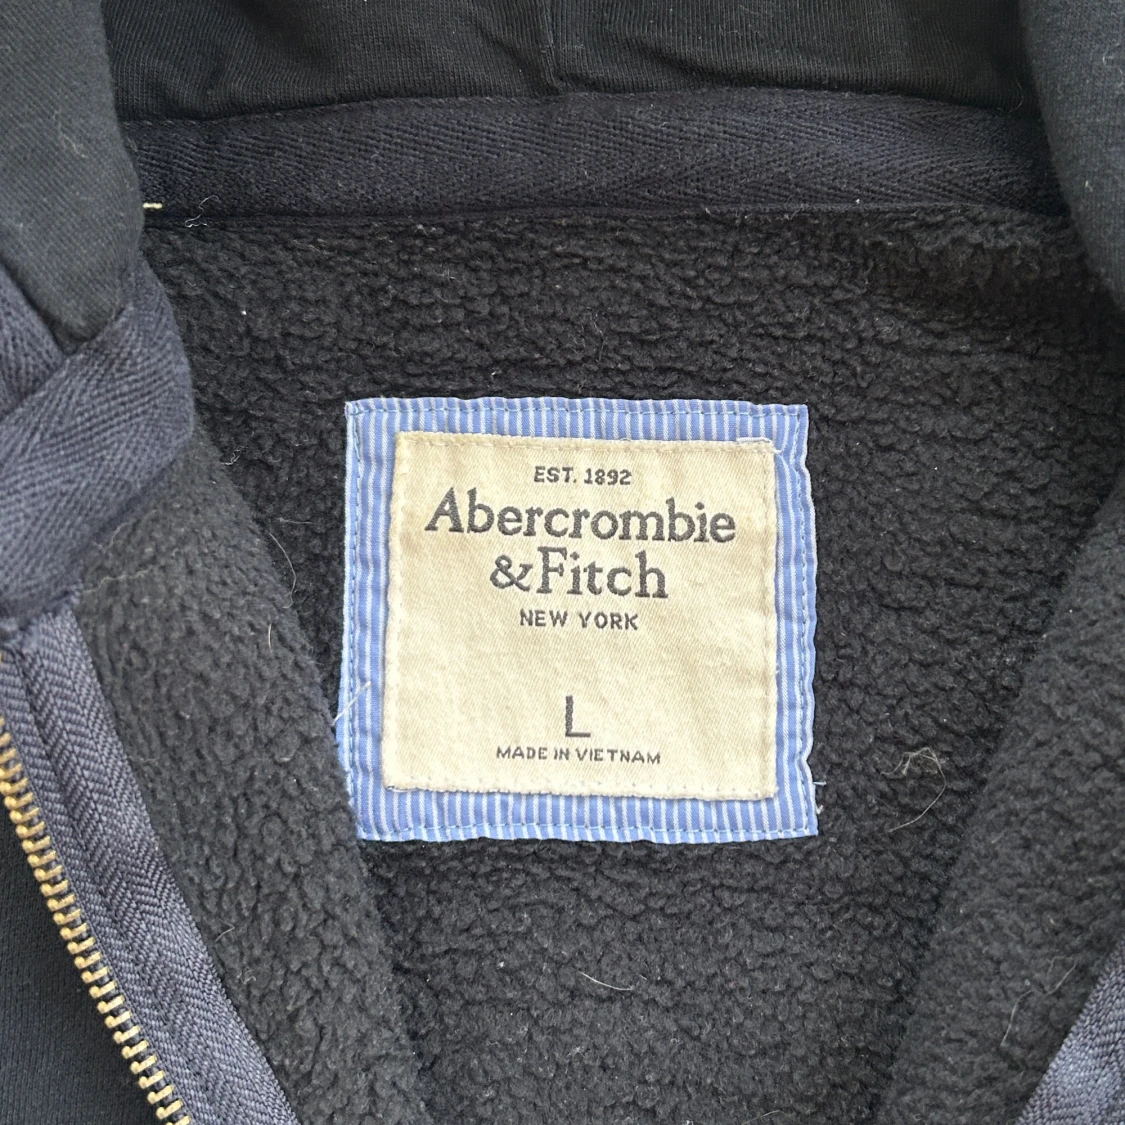 EST. 1892
Abercrombie
&Fitch
NEW YORK
L
MADE IN VIETNAM